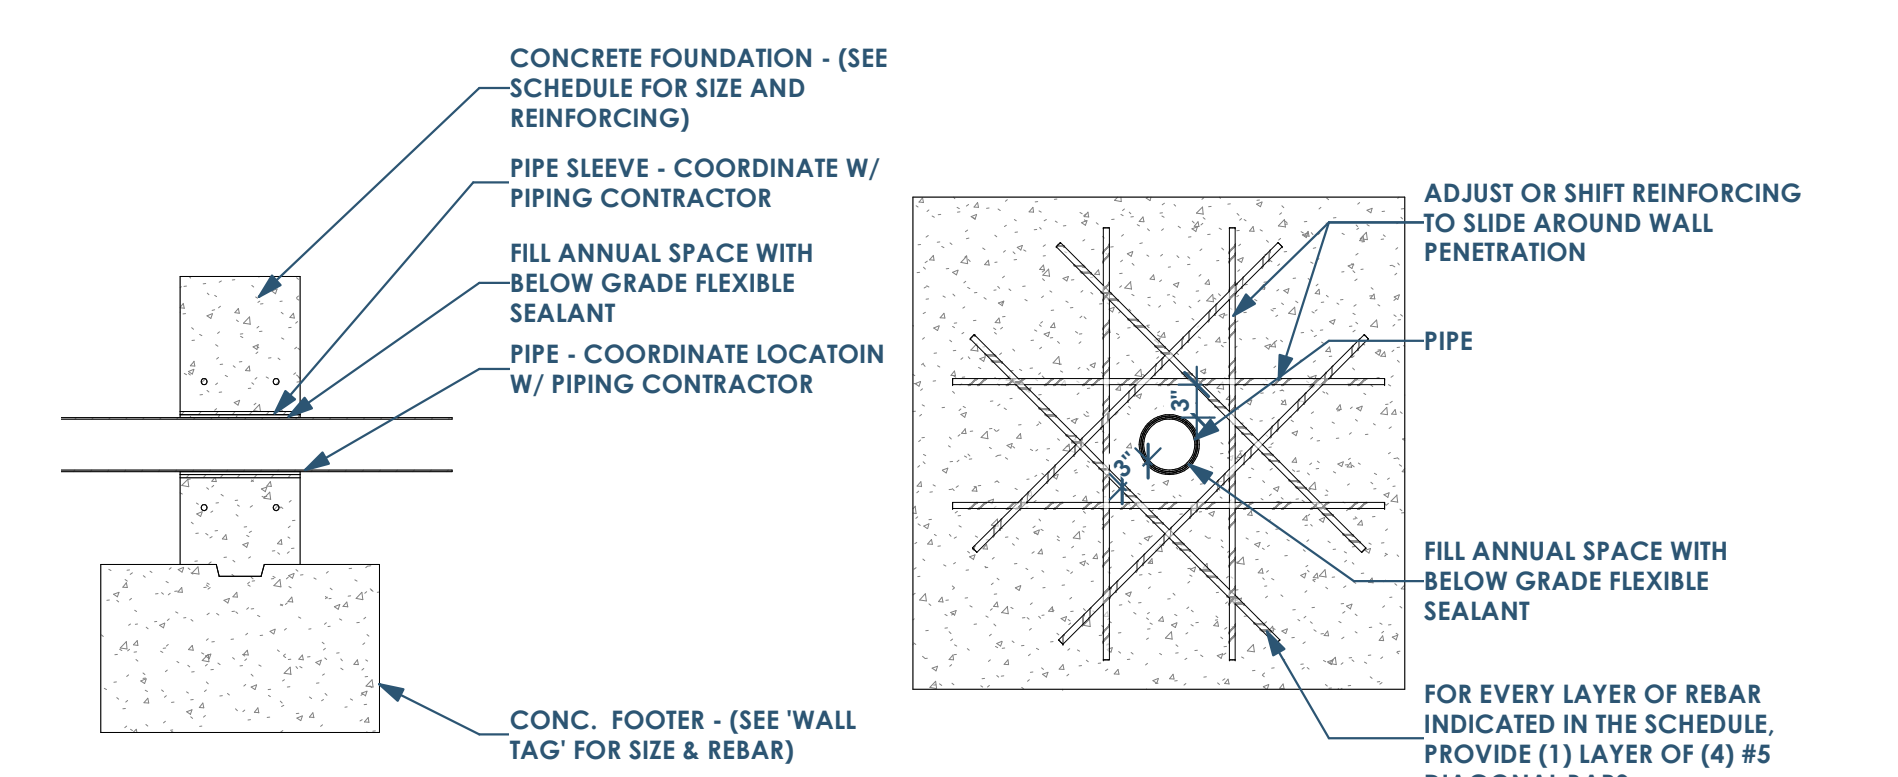 CONCRETE FOUNDATION - (SEE
SCHEDULE FOR SIZE AND
REINFORCING)
PIPE SLEEVE - COORDINATE W/
PIPING CONTRACTOR
FILL ANNUAL SPACE WITH
BELOW GRADE FLEXIBLE
SEALANT
PIPE - COORDINATE LOCATOIN
W/ PIPING CONTRACTOR
CONC. FOOTER - (SEE 'WALL
TAG' FOR SIZE & REBAR)
3"
3"
ADJUST OR SHIFT REINFORCING
TO SLIDE AROUND WALL
PENETRATION
PIPE
FILL ANNUAL SPACE WITH
BELOW GRADE FLEXIBLE
SEALANT
FOR EVERY LAYER OF REBAR
INDICATED IN THE SCHEDULE,
PROVIDE (1) LAYER OF (4) #5